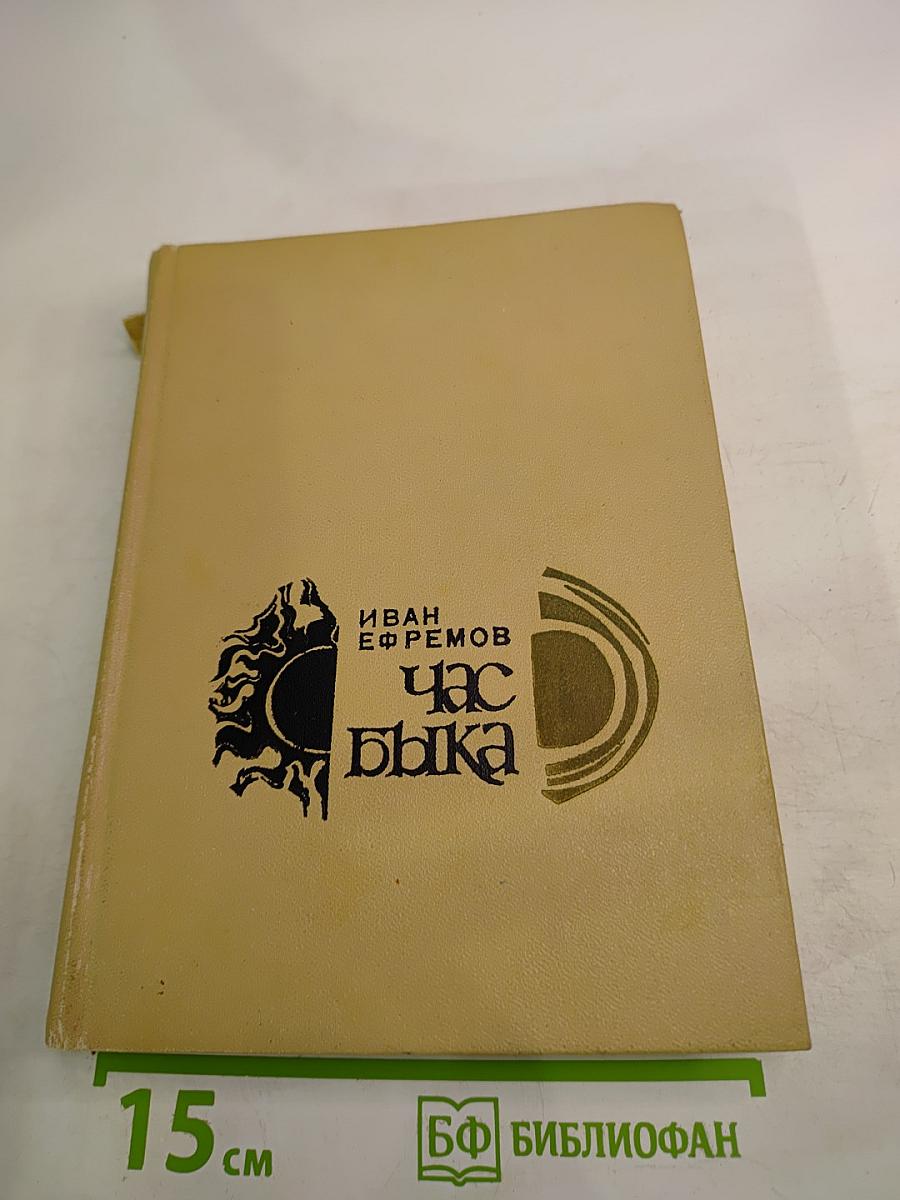 ИВАН
ЕФРЕМОВ
Час
Быка
15 см
БФ БИБЛИОФАН